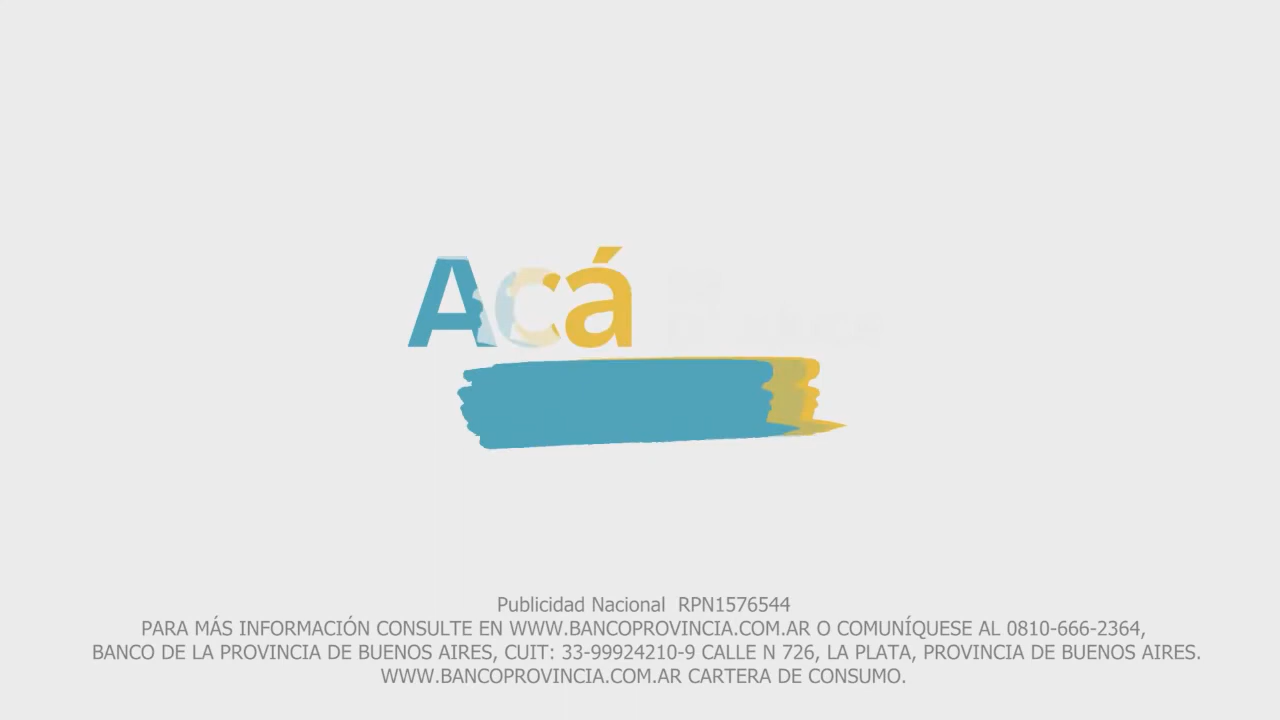 Acá
Publicidad Nacional RPN1576544
PARA MÁS INFORMACIÓN CONSULTE EN WWW.BANCOPROVINCIA.COM.AR O COMUNÍQUESE AL 0810-666-2364,
BANCO DE LA PROVINCIA DE BUENOS AIRES, CUIT: 33-99924210-9 CALLE N 726, LA PLATA, PROVINCIA DE BUENOS AIRES.
WWW.BANCOPROVINCIA.COM.AR CARTERA DE CONSUMO.